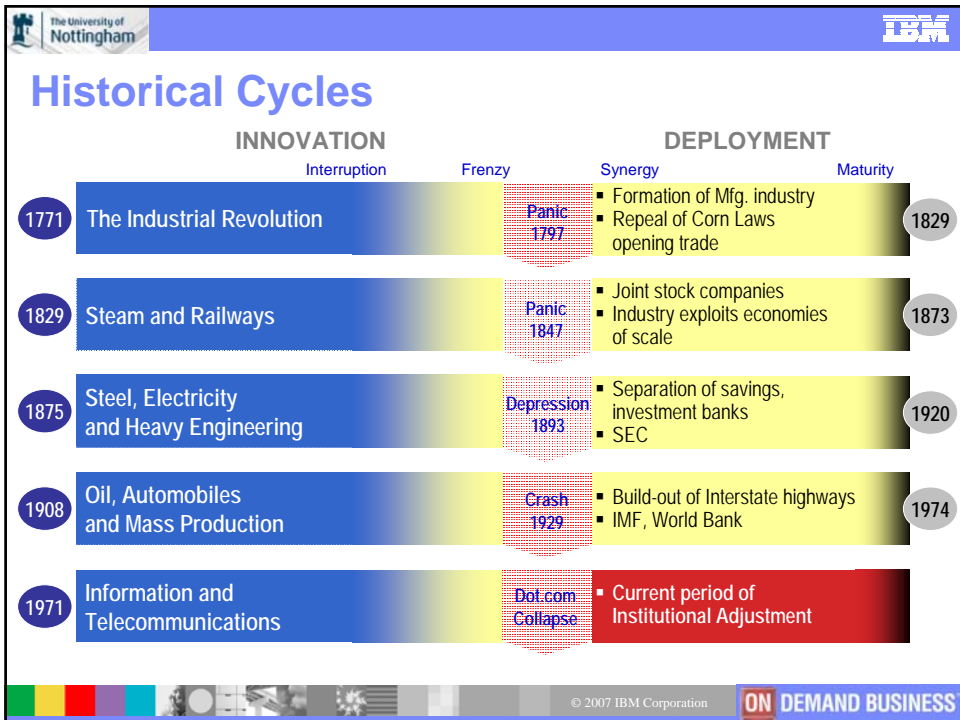 The University of
Nottingham
IBM
Historical Cycles
INNOVATION
DEPLOYMENT
Interruption
Frenzy
Synergy
Maturity
1771
The Industrial Revolution
Panic
1797
▪ Formation of Mfg. industry
▪ Repeal of Corn Laws
opening trade
1829
1829
Steam and Railways
Panic
1847
▪ Joint stock companies
▪ Industry exploits economies
of scale
1873
1875
Steel, Electricity
and Heavy Engineering
Depression
1893
▪ Separation of savings,
investment banks
▪ SEC
1920
1908
Oil, Automobiles
and Mass Production
Crash
1929
▪ Build-out of Interstate highways
▪ IMF, World Bank
1974
1971
Information and
Telecommunications
Dot.com
Collapse
▪ Current period of
Institutional Adjustment
© 2007 IBM Corporation
ON DEMAND BUSINESS